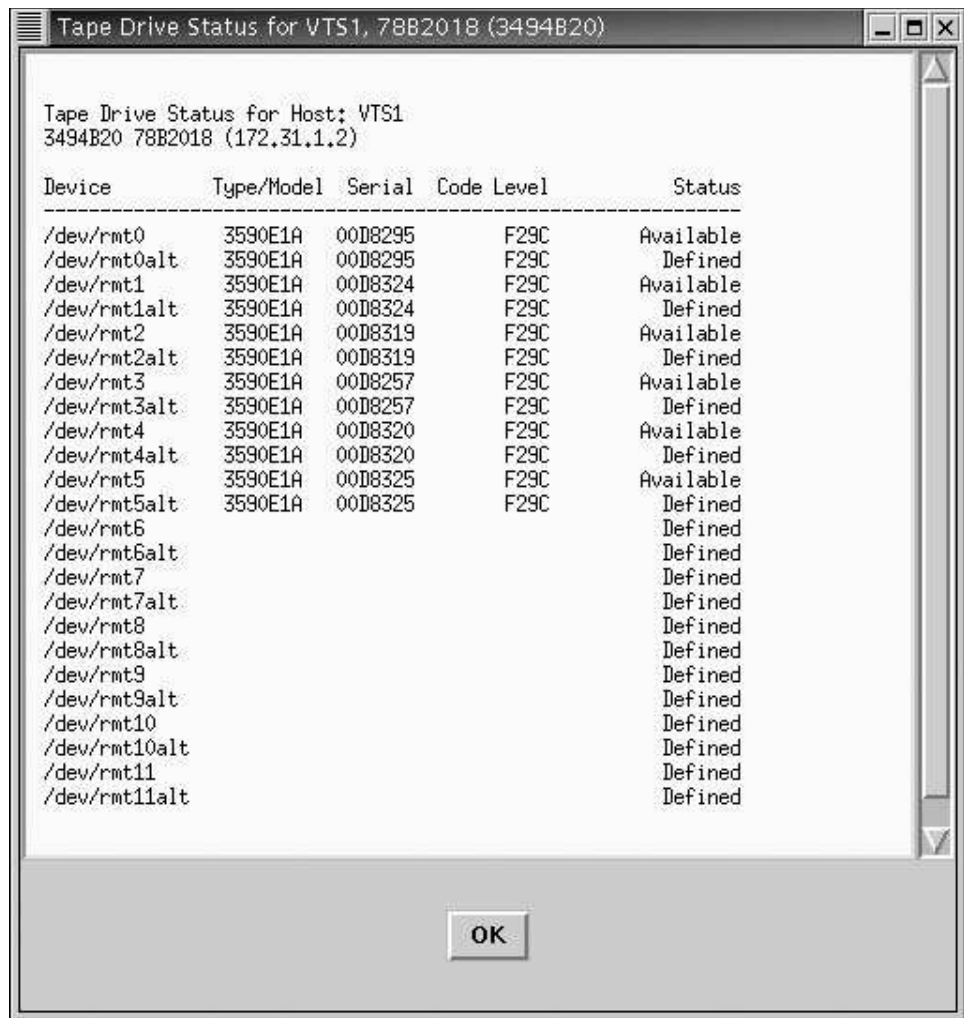 Tape Drive Status for VTS1, 78B2018 (3494B20)
Tape Drive Status for Host: VTS1
3494B20 78B2018 (172.31.1.2)
Device Type/Model Serial Code Level Status
--------------------------------------------------------------
/dev/rmt0 3590E1A 00D8295 F29C Available
/dev/rmt0alt 3590E1A 00D8295 F29C Defined
/dev/rmt1 3590E1A 00D8324 F29C Available
/dev/rmt1alt 3590E1A 00D8324 F29C Defined
/dev/rmt2 3590E1A 00D8319 F29C Available
/dev/rmt2alt 3590E1A 00D8319 F29C Defined
/dev/rmt3 3590E1A 00D8257 F29C Available
/dev/rmt3alt 3590E1A 00D8257 F29C Defined
/dev/rmt4 3590E1A 00D8320 F29C Available
/dev/rmt4alt 3590E1A 00D8320 F29C Defined
/dev/rmt5 3590E1A 00D8325 F29C Available
/dev/rmt5alt 3590E1A 00D8325 F29C Defined
/dev/rmt6 Defined
/dev/rmt6alt Defined
/dev/rmt7 Defined
/dev/rmt7alt Defined
/dev/rmt8 Defined
/dev/rmt8alt Defined
/dev/rmt9 Defined
/dev/rmt9alt Defined
/dev/rmt10 Defined
/dev/rmt10alt Defined
/dev/rmt11 Defined
/dev/rmt11alt Defined
OK